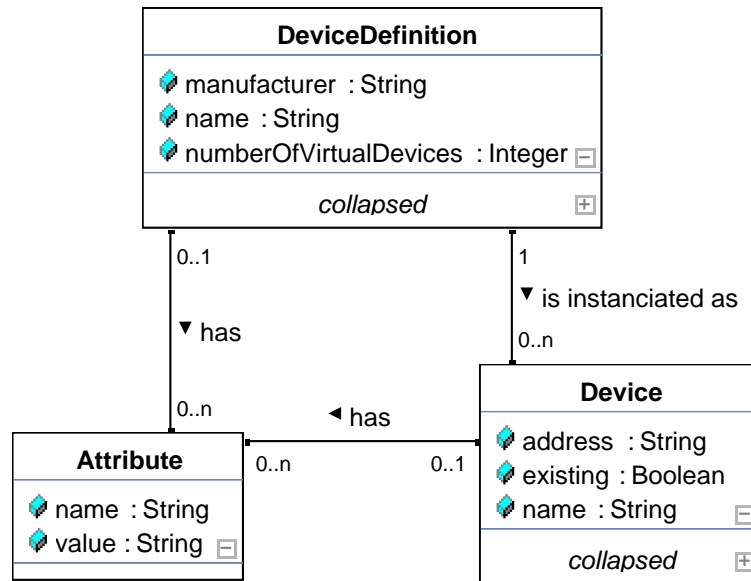 DeviceDefinition
manufacturer : String
name : String
numberOfVirtualDevices : Integer
collapsed
0..1
1
is instanciated as
has
0..n
0..n
Device
has
address : String
Attribute
0..n
0..1
existing : Boolean
name : String
name : String
value : String
collapsed